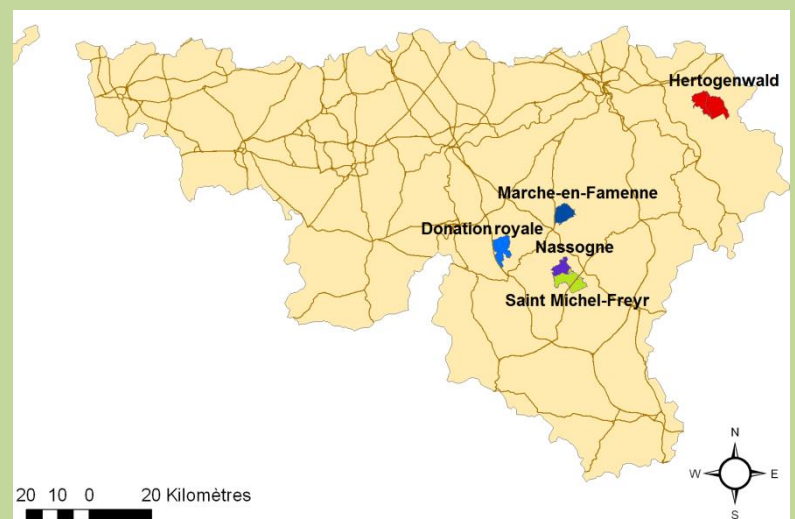 Hertogenwald
Marche-en-Famenne
Donation royale
Nassogne
Saint Michel-Freyr
N
W E
S
20 10 0 20 Kilomètres